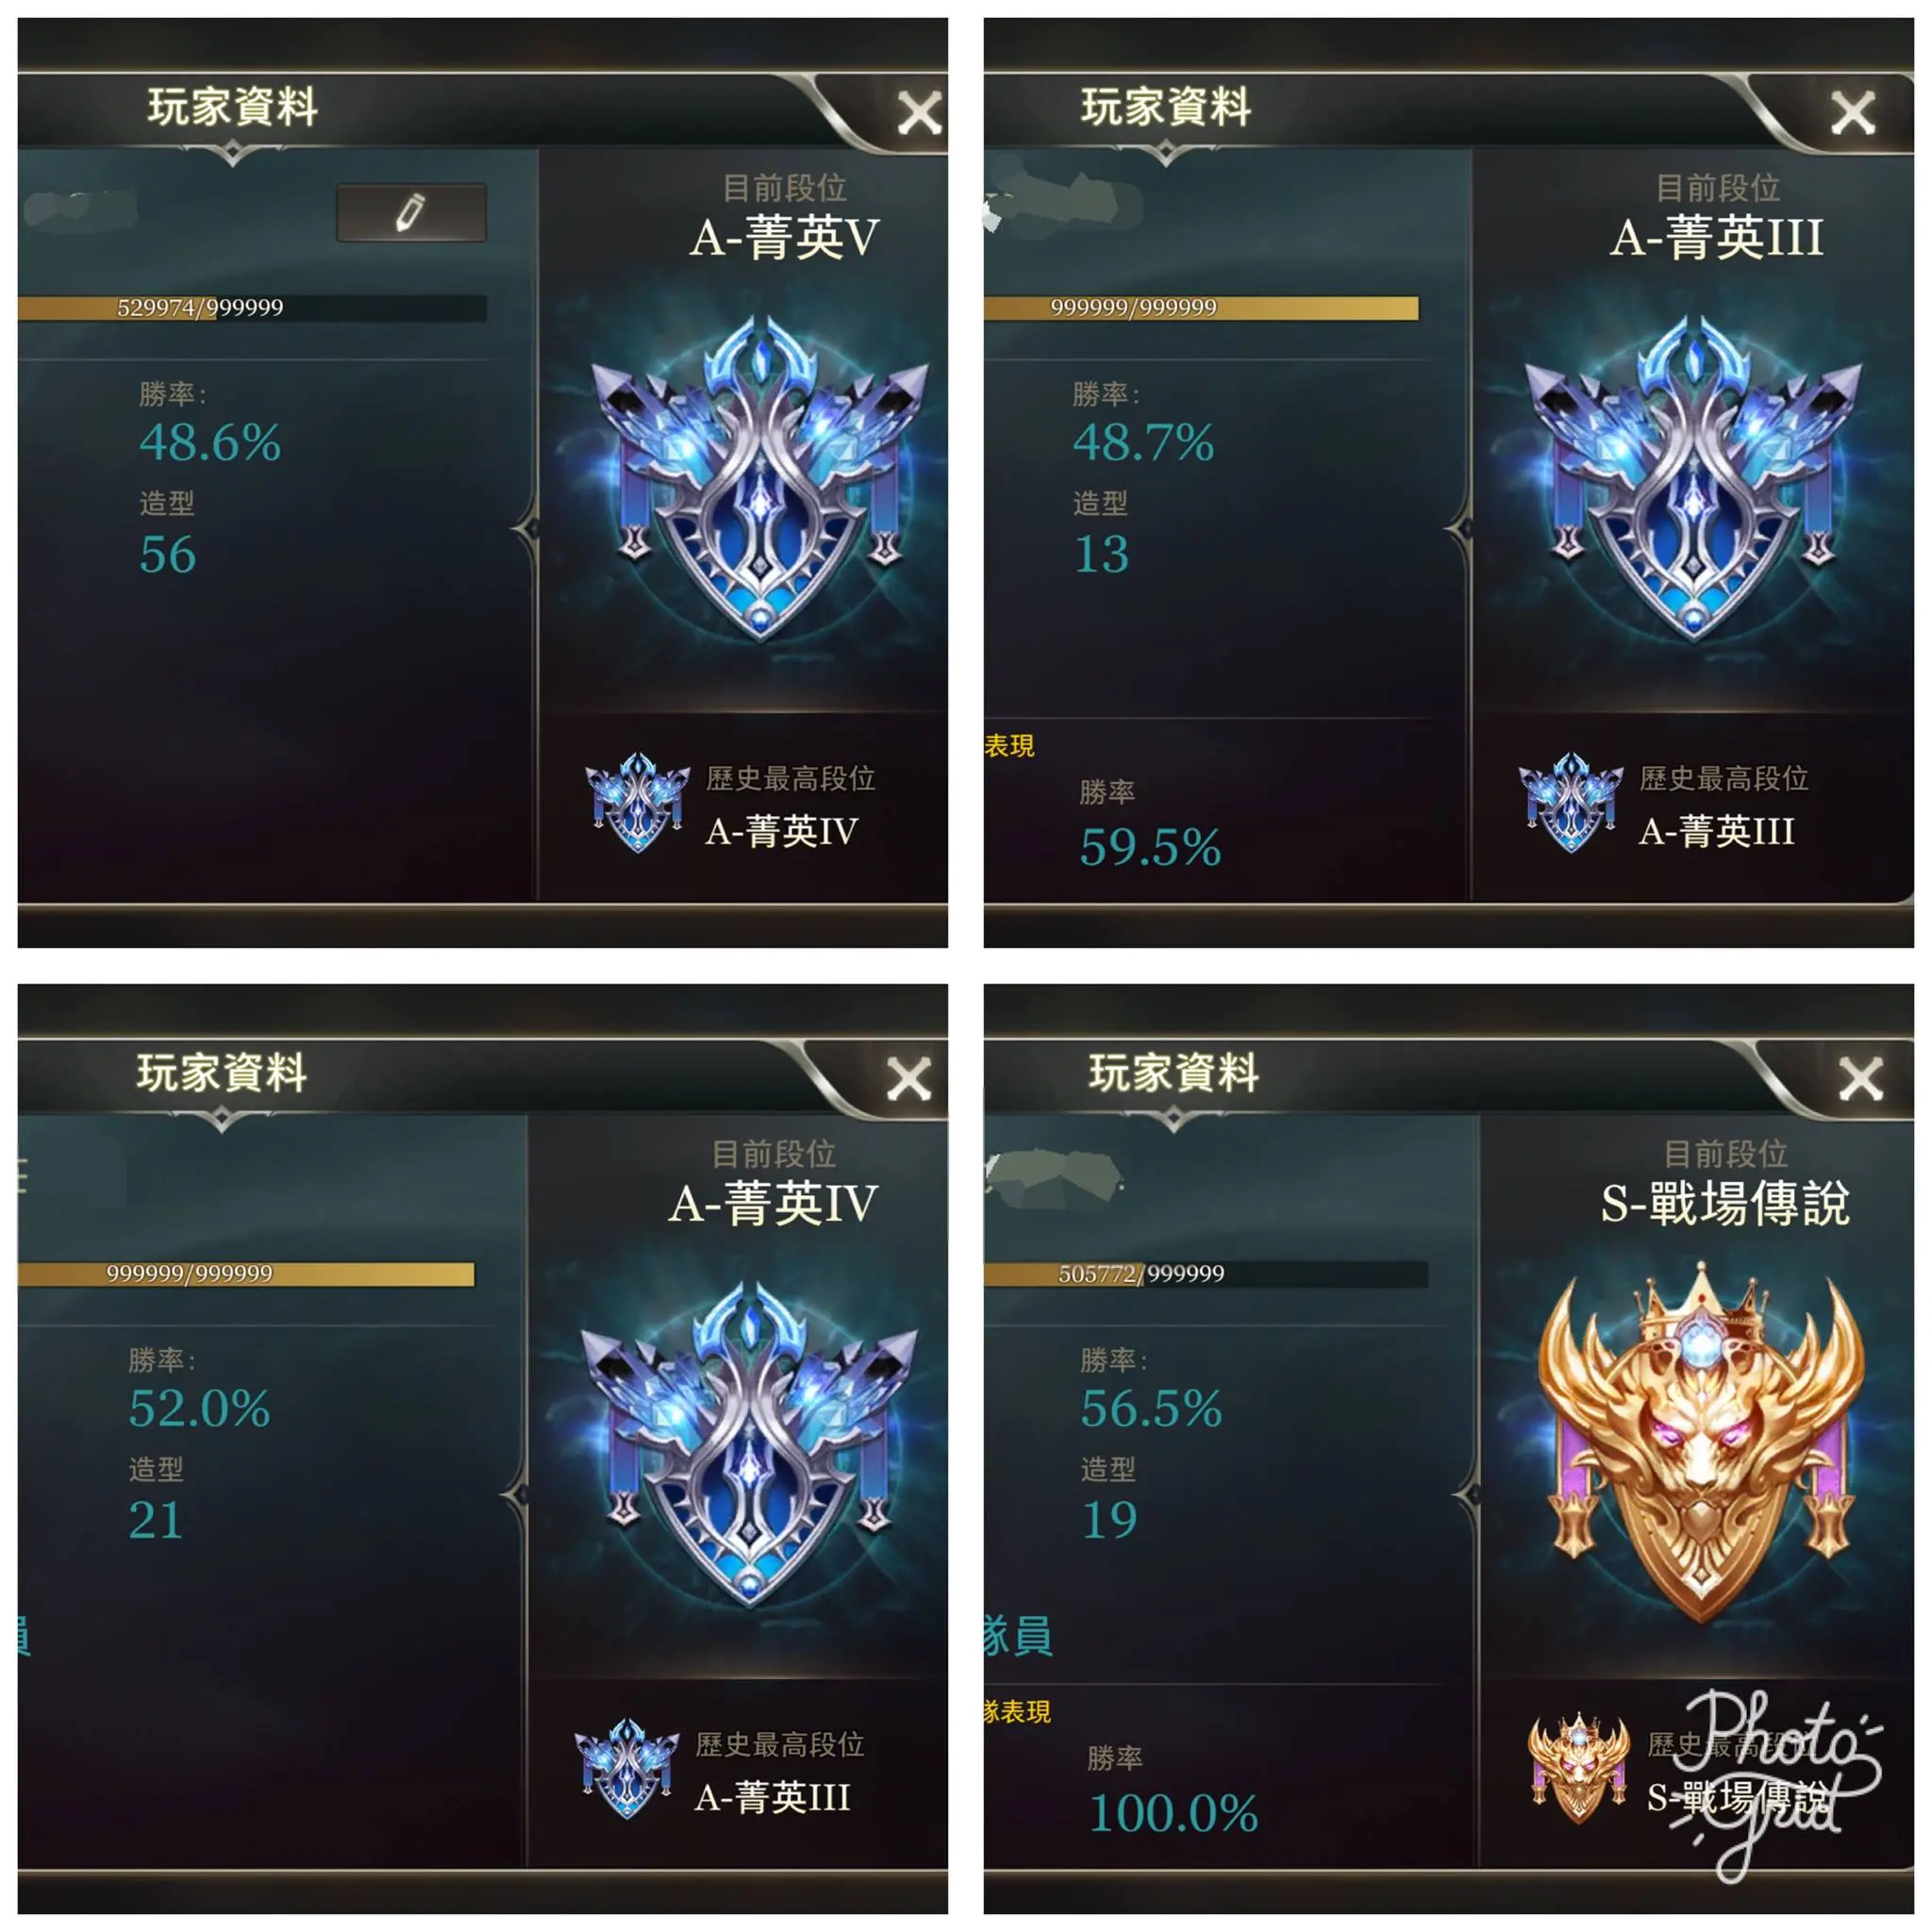 玩家資料
目前段位
A-菁英V
529974/999999
勝率:
48.6%
造型
56
歷史最高段位
A-菁英IV
玩家資料
目前段位
A-菁英III
999999/999999
勝率:
48.7%
造型
13
表現
勝率
59.5%
歷史最高段位
A-菁英III
玩家資料
目前段位
A-菁英IV
999999/999999
勝率:
52.0%
造型
21
員
歷史最高段位
A-菁英III
玩家資料
目前段位
S-戰場傳說
505772/999999
勝率:
56.5%
造型
19
隊員
隊表現
勝率
100.0%
歷史最高段位
S-戰場傳說
Photo
Grid